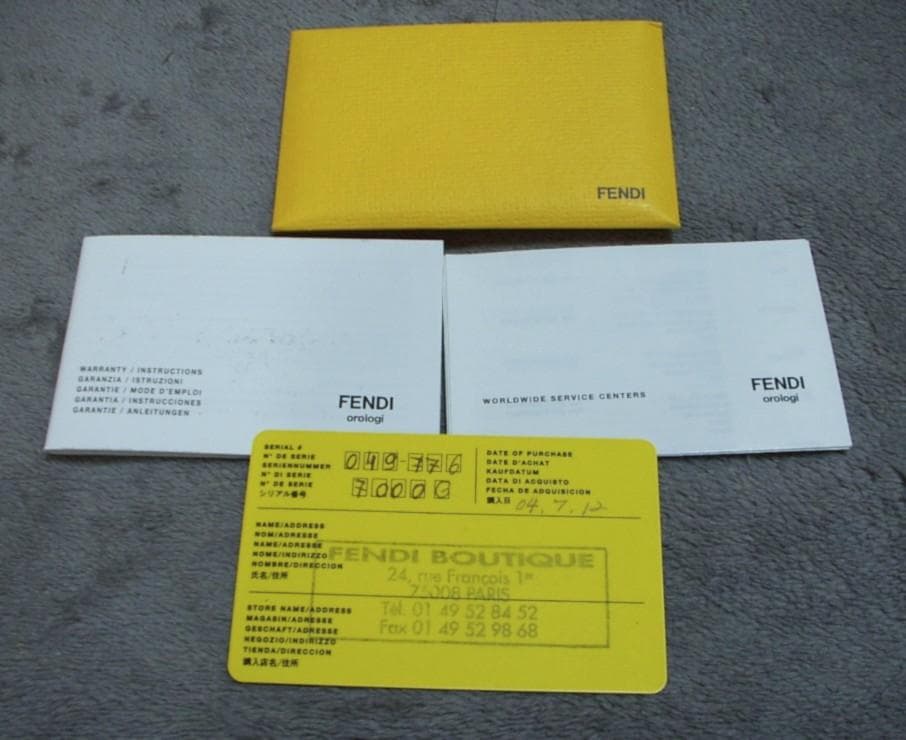 FENDI
WARRANTY / INSTRUCTIONS
GARANZIA / ISTRUZIONI
GARANTIE / MODE D'EMPLOI
GARANTIA / INSTRUCCIONES
GARANTIE / ANLEITUNGEN
FENDI
orologi
WORLDWIDE SERVICE CENTERS
FENDI
orologi
SERIAL #
N° DE SERIE
SERIENNUMMER
N° DI SERIE
N° DE SERIE
シリアル番号
049-776
DATE OF PURCHASE
DATE D'ACHAT
KAUFDATUM
DATA DI ACQUISTO
FECHA DE ADQUISICION
購入日 04. 7. 12
NAME/ADDRESS
NOM/ADRESSE
NAME/ADRESSE
NOME/INDIRIZZO
NOMBRE/DIRECCION
氏名/住所
STORE NAME/ADDRESS
MAGASIN/ADRESSE
GESCHAFT/ADRESSE
NEGOZIO/INDIRIZZO
TIENDA/DIRECCION
購入店名/住所
FENDI BOUTIQUE
24, rue François 1er
75008 PARIS
Tél. 01 49 52 84 52
Fax 01 49 52 98 68